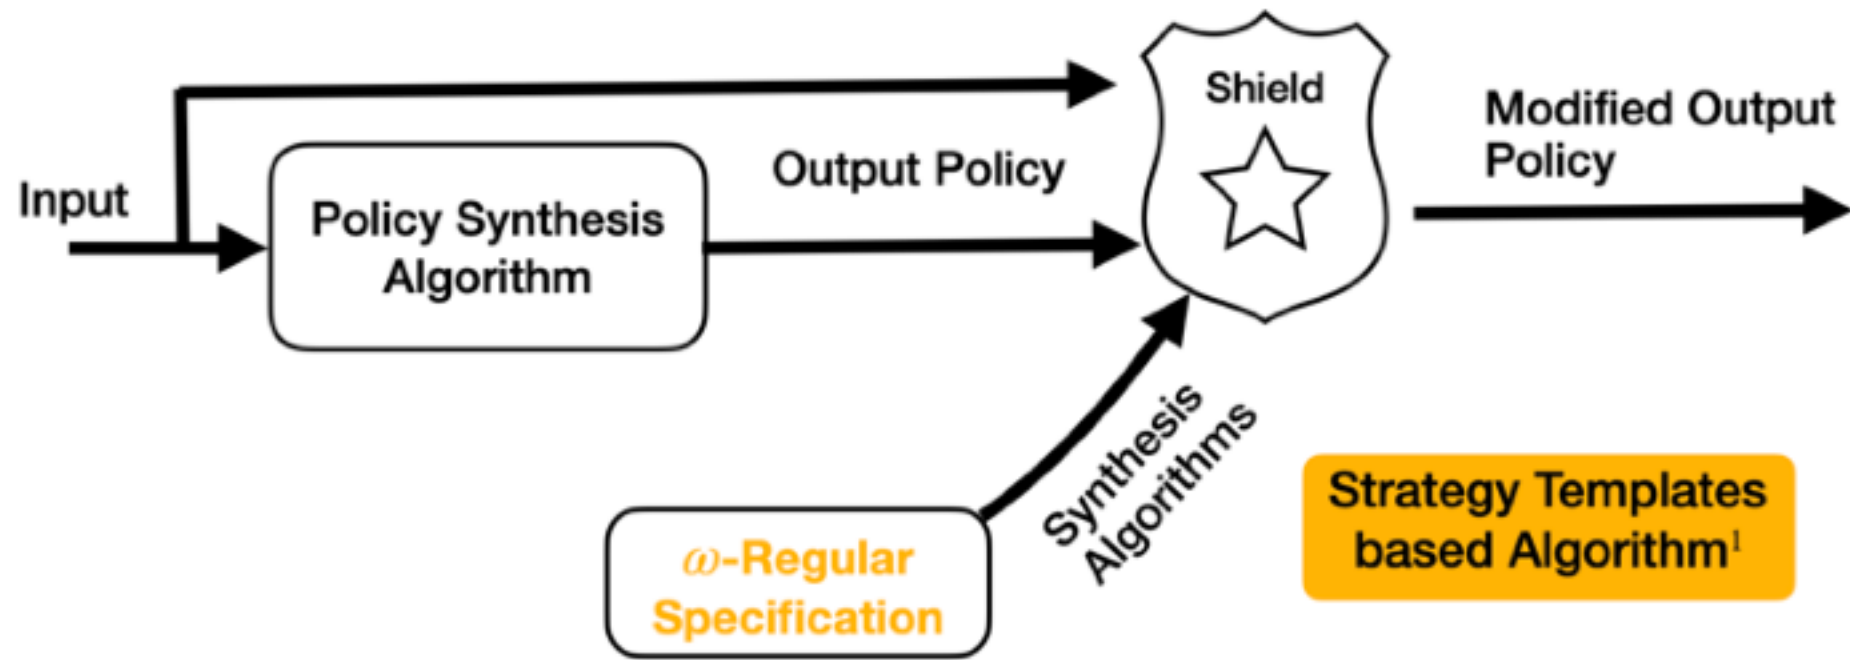 Shield
Modified Output
Policy
Output Policy
Input
Policy Synthesis
Algorithm
Synthesis
Algorithms
Strategy Templates
based Algorithm¹
ω-Regular
Specification